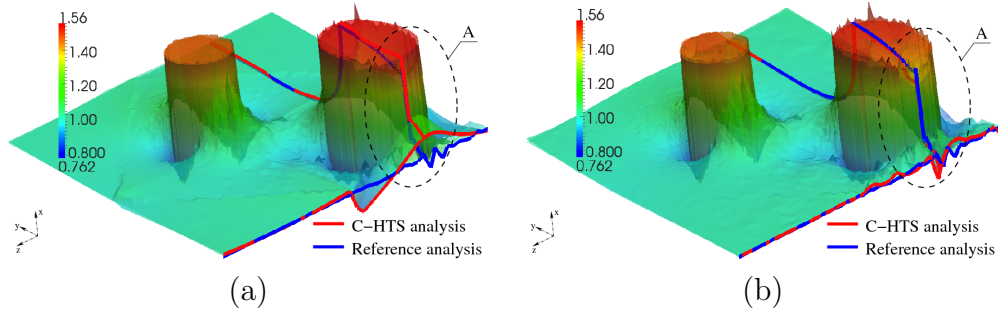 1.56
1.40
1.20
1.00
0.800
0.762
A
x
y
z
C−HTS analysis
Reference analysis
(a)
1.56
1.40
1.20
1.00
0.800
0.762
A
x
y
z
C−HTS analysis
Reference analysis
(b)